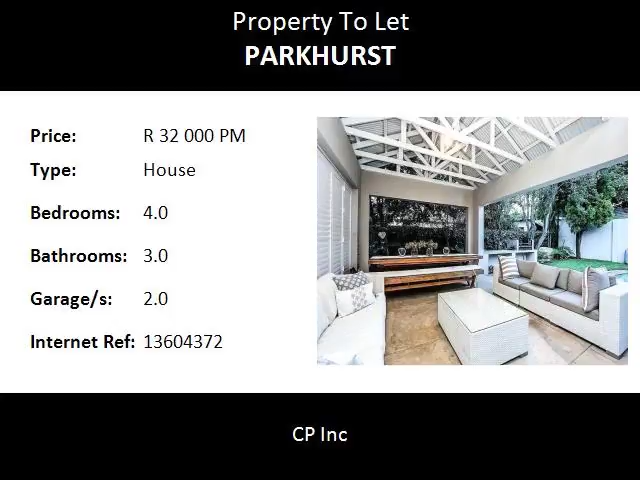 Property To Let
PARKHURST
Price: R 32 000 PM
Type: House
Bedrooms: 4.0
Bathrooms: 3.0
Garage/s: 2.0
Internet Ref: 13604372
CP Inc